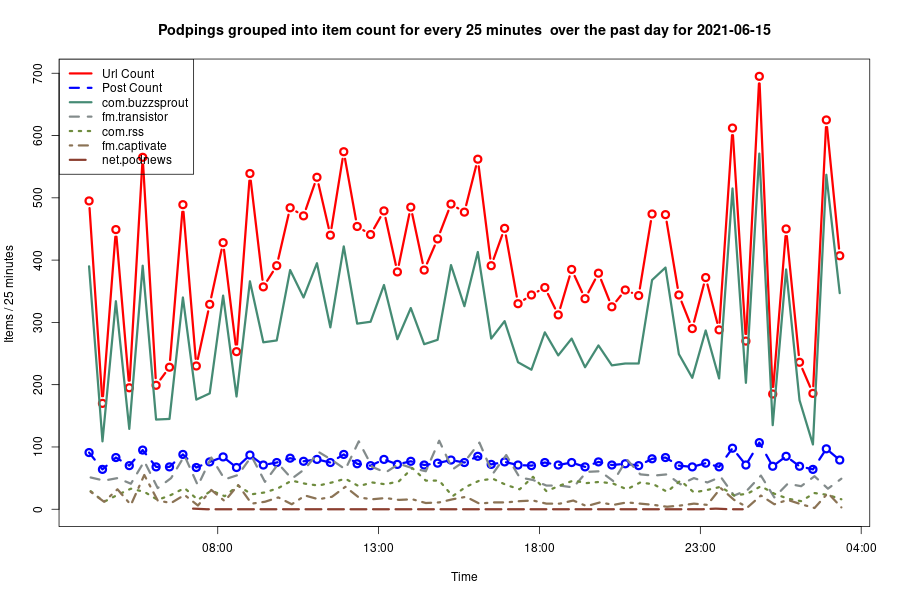 Podpings grouped into item count for every 25 minutes  over the past day for 2021-06-15
Items / 25 minutes
700
600
500
400
300
200
100
0
Url Count
Post Count
com.buzzsprout
fm.transistor
com.rss
fm.captivate
net.podnews
08:00
13:00
18:00
23:00
04:00
Time